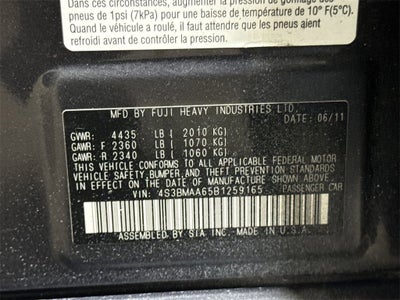 Dans ces circonstances, augmenter la pression de gonflage des
pneus de 1psi (7kPa) pour une baisse de température de 10°F(5°C).
Quand le véhicule a roulé, il faut attendre que les pneus aient
refroidi avant de contrôler la pression.
MFD BY FUJI HEAVY INDUSTRIES LTD.
DATE: 06/11
GVWR: 4435 LB ( 2010 KG)
GAWR: F 2360 LB ( 1070 KG)
GAWR: R 2340 LB ( 1060 KG)
THIS VEHICLE CONFORMS TO ALL APPLICABLE FEDERAL MOTOR
VEHICLE SAFETY, BUMPER, AND THEFT PREVENTION STANDARDS
IN EFFECT ON THE DATE OF MANUFACTURE SHOWN ABOVE.
VIN: 4S3BMAA65B1259165 PASSENGER CAR
ASSEMBLED BY SIA, INC. MADE IN U.S.A.